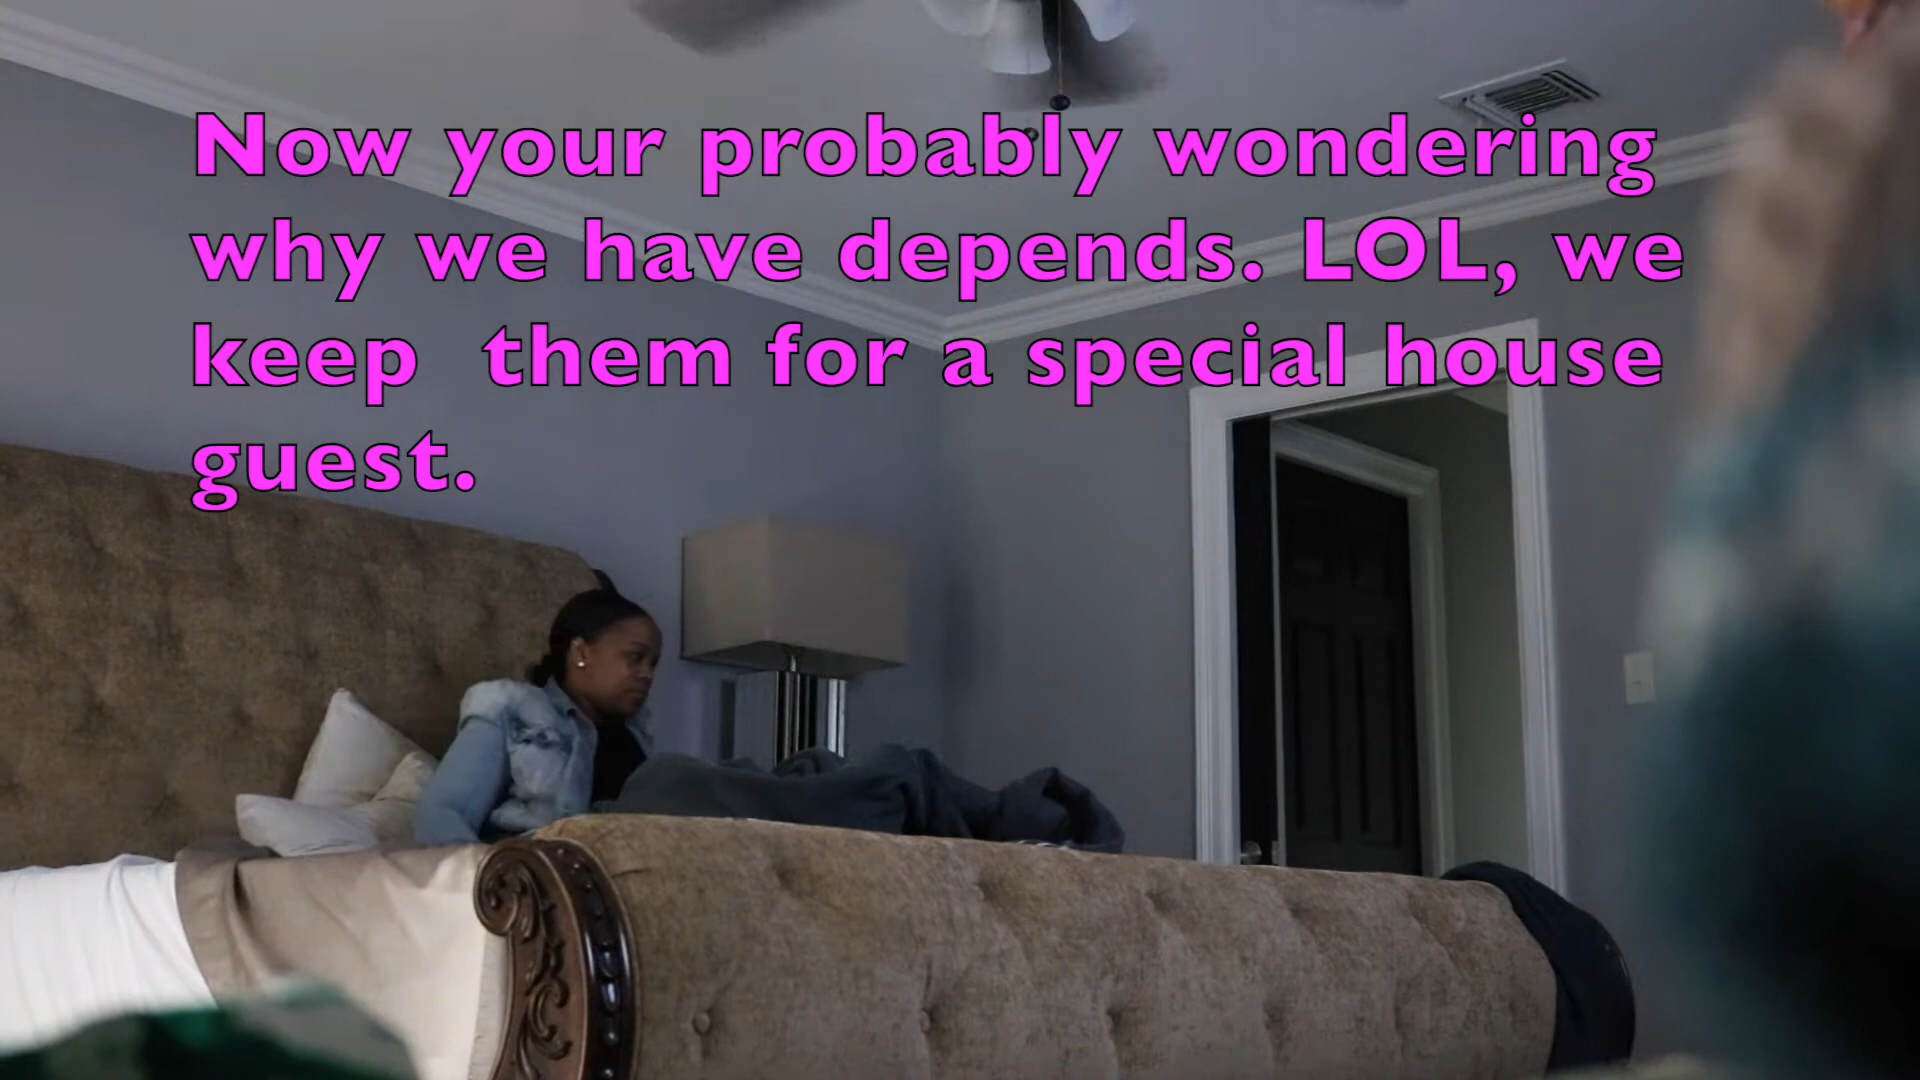 Now your probably wondering
why we have depends. LOL, we
keep  them for a special house
guest.